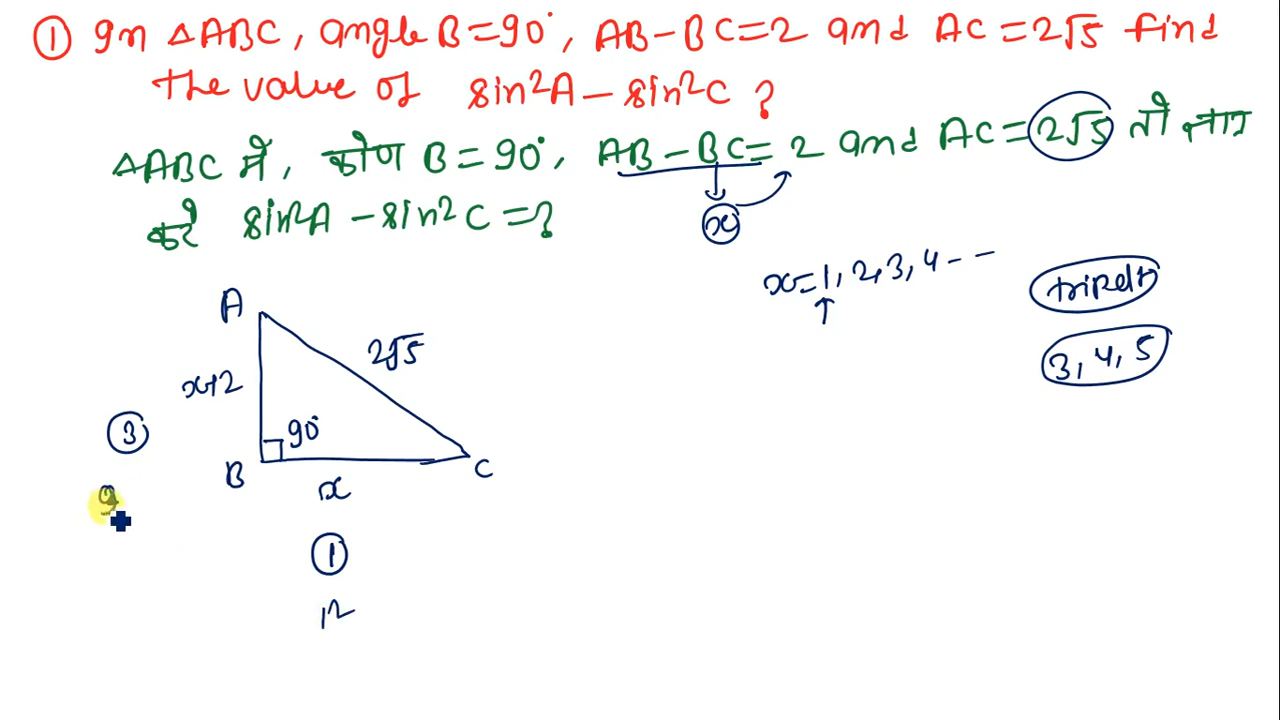 ① In △ABC, angle B=90°, AB-BC=2 and AC=2√5 find
the value of sin²A - sin²C ?
△ABC में, कोण B=90°, AB-BC=2 and AC=2√5 तो ज्ञात
करे sin²A - sin²C = ?
x
x=1, 2, 3, 4 - -
triplet
3, 4, 5
A
2√5
x+2
3
90°
B
x
C
9
1
1²